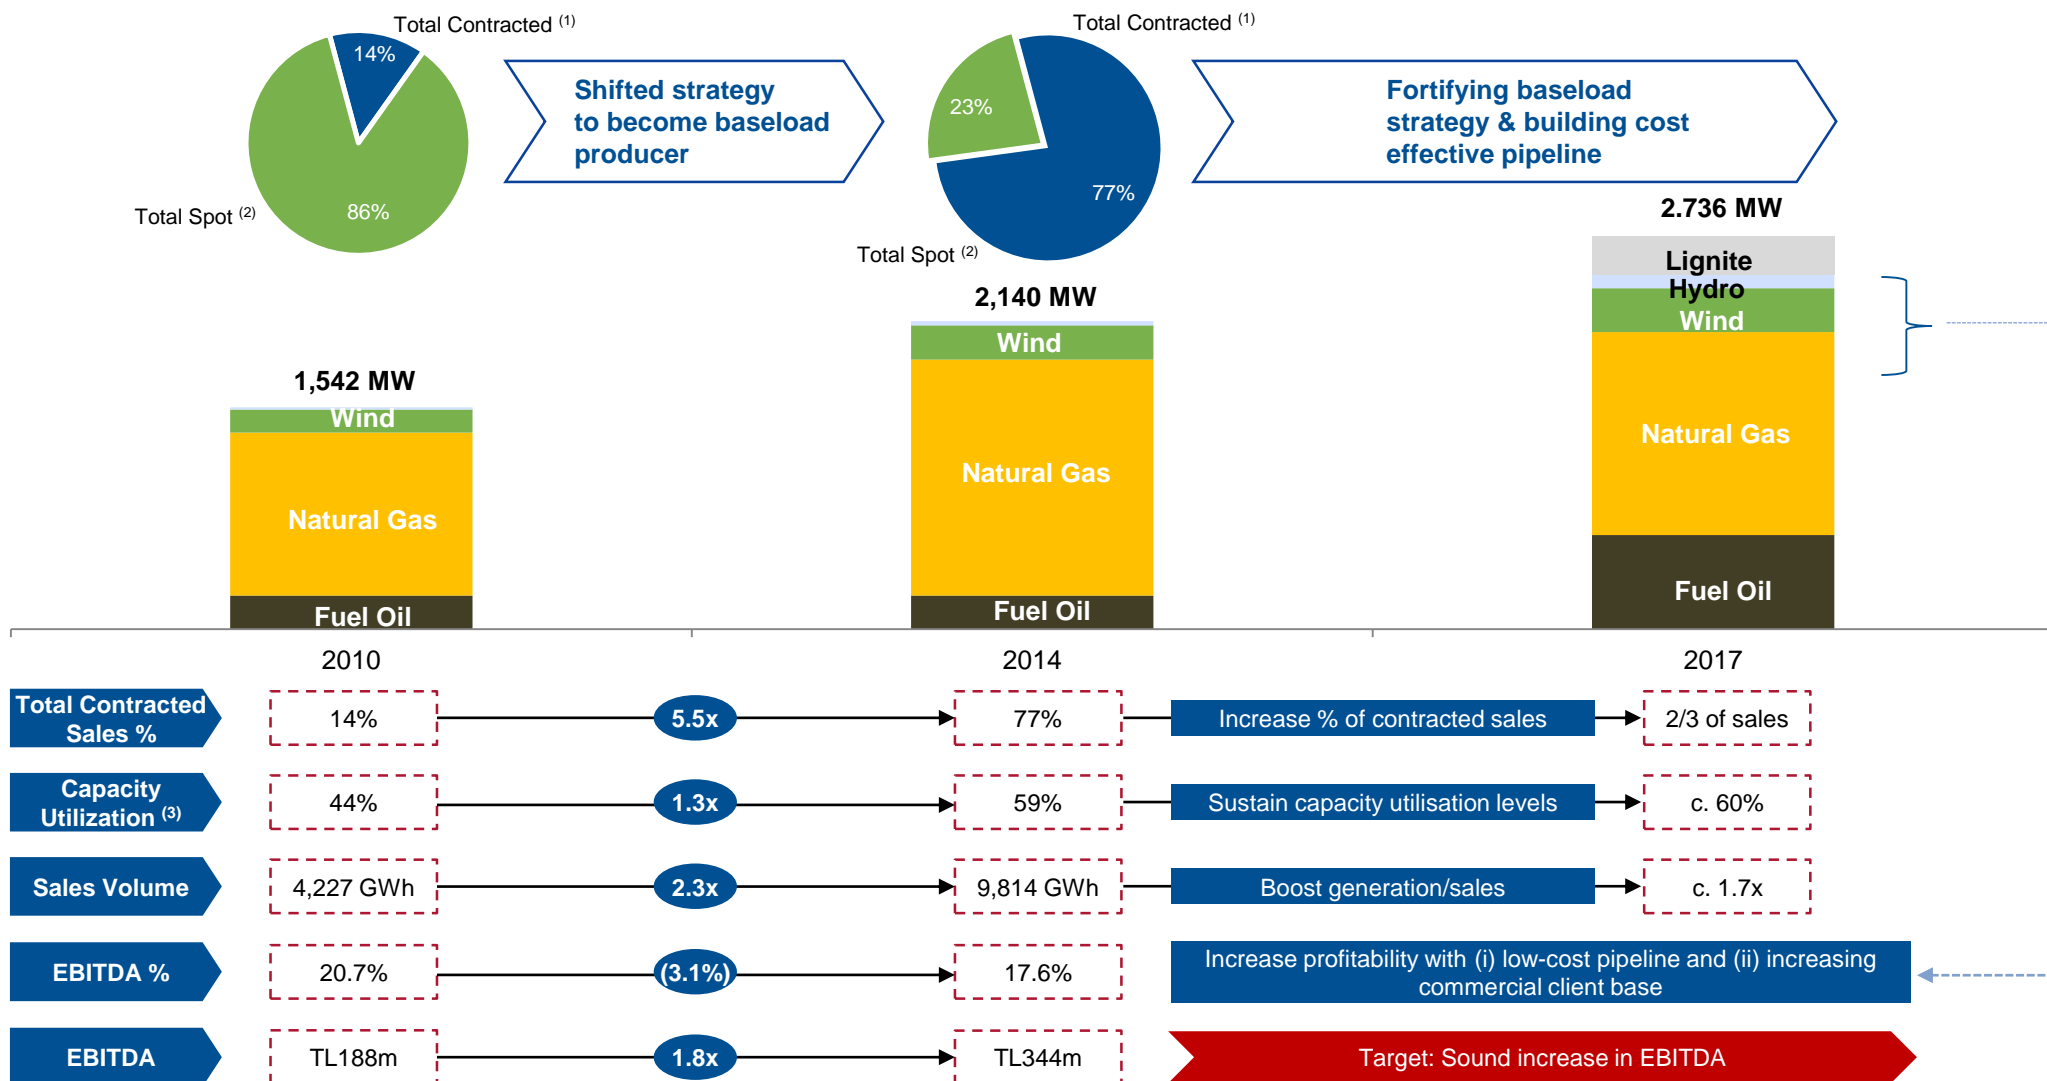 Total Contracted (1)
14%
86%
Total Spot (2)
Shifted strategy
to become baseload
producer
Total Contracted (1)
23%
77%
Total Spot (2)
Fortifying baseload
strategy & building cost
effective pipeline
1,542 MW
Wind
Natural Gas
Fuel Oil
2,140 MW
Wind
Natural Gas
Fuel Oil
2.736 MW
Lignite
Hydro
Wind
Natural Gas
Fuel Oil
2010
2014
2017
Total Contracted
Sales %
14%
5.5x
77%
Increase % of contracted sales
2/3 of sales
Capacity
Utilization (3)
44%
1.3x
59%
Sustain capacity utilisation levels
c. 60%
Sales Volume
4,227 GWh
2.3x
9,814 GWh
Boost generation/sales
c. 1.7x
EBITDA %
20.7%
(3.1%)
17.6%
Increase profitability with (i) low-cost pipeline and (ii) increasing
commercial client base
EBITDA
TL188m
1.8x
TL344m
Target: Sound increase in EBITDA